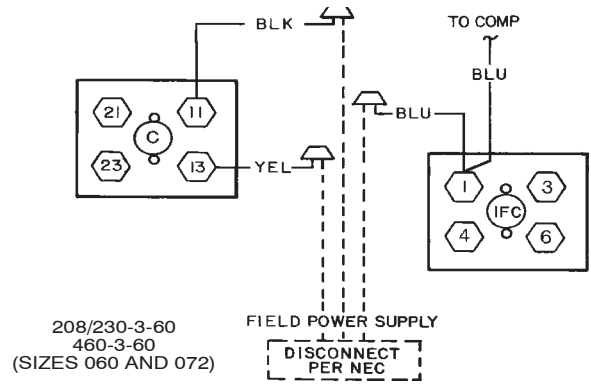 BLK
TO COMP
BLU
21
11
C
23
13
YEL
BLU
1
3
IFC
4
6
FIELD POWER SUPPLY
208/230-3-60
460-3-60
(SIZES 060 AND 072)
DISCONNECT
PER NEC